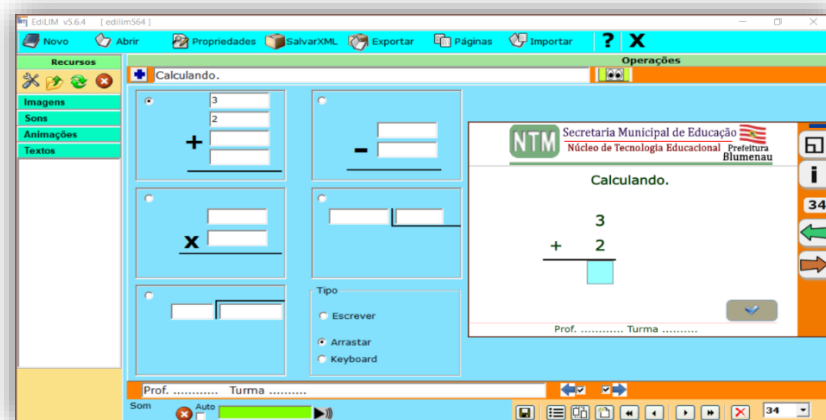 EdiLIM v5.6.4 [ edilim564 ]
Novo Abrir Propriedades SalvarXML Exportar Páginas Importar ? X
Recursos
Operações
Calculando.
Imagens
Sons
Animações
Textos
3
2
+
-
x
Tipo
Escrever
Arrastar
Keyboard
NTM
Secretaria Municipal de Educação
Núcleo de Tecnologia Educacional
Prefeitura
Blumenau
Calculando.
3
+ 2
Prof. ............ Turma ..........
i
34
Prof. ............ Turma ..........
Som
Auto
34